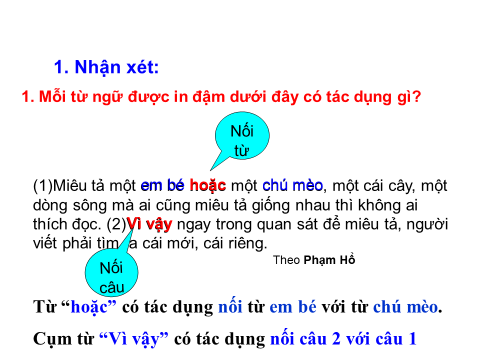 1. Nhận xét:
1. Mỗi từ ngữ được in đậm dưới đây có tác dụng gì?
Nối
từ
(1)Miêu tả một em bé hoặc một chú mèo, một cái cây, một
dòng sông mà ai cũng miêu tả giống nhau thì không ai
thích đọc. (2)Vì vậy ngay trong quan sát để miêu tả, người
viết phải tìm ra cái mới, cái riêng.
Theo Phạm Hổ
Nối
câu
Từ “hoặc” có tác dụng nối từ em bé với từ chú mèo.
Cụm từ “Vì vậy” có tác dụng nối câu 2 với câu 1